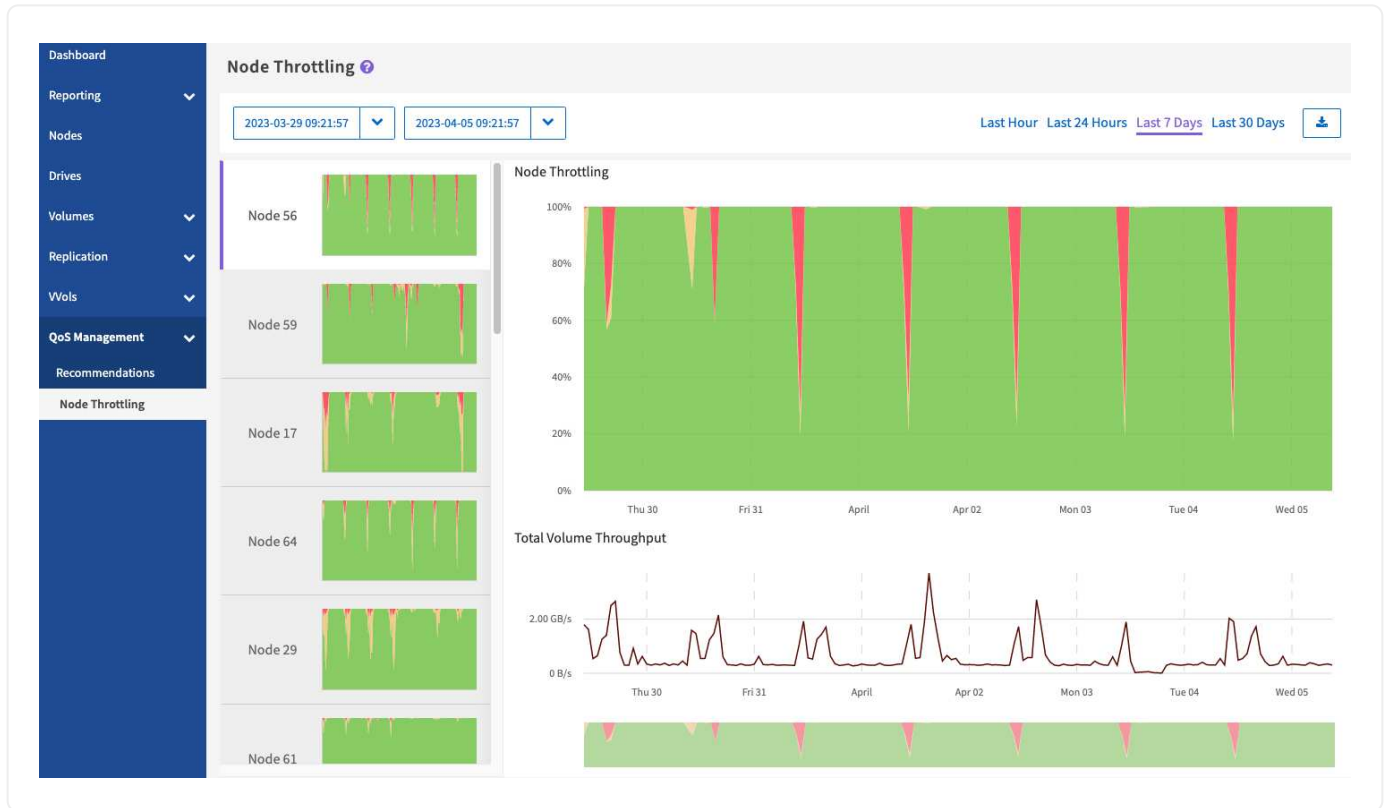 Dashboard
Reporting
Nodes
Drives
Volumes
Replication
VVols
QoS Management
Recommendations
Node Throttling
Node Throttling ?
2023-03-29 09:21:57
2023-04-05 09:21:57
Last Hour Last 24 Hours Last 7 Days Last 30 Days
Node 56
Node 59
Node 17
Node 64
Node 29
Node 61
Node Throttling
100%
80%
60%
40%
20%
0%
Thu 30 Fri 31 April Apr 02 Mon 03 Tue 04 Wed 05
Total Volume Throughput
2.00 GB/s
0 B/s
Thu 30 Fri 31 April Apr 02 Mon 03 Tue 04 Wed 05